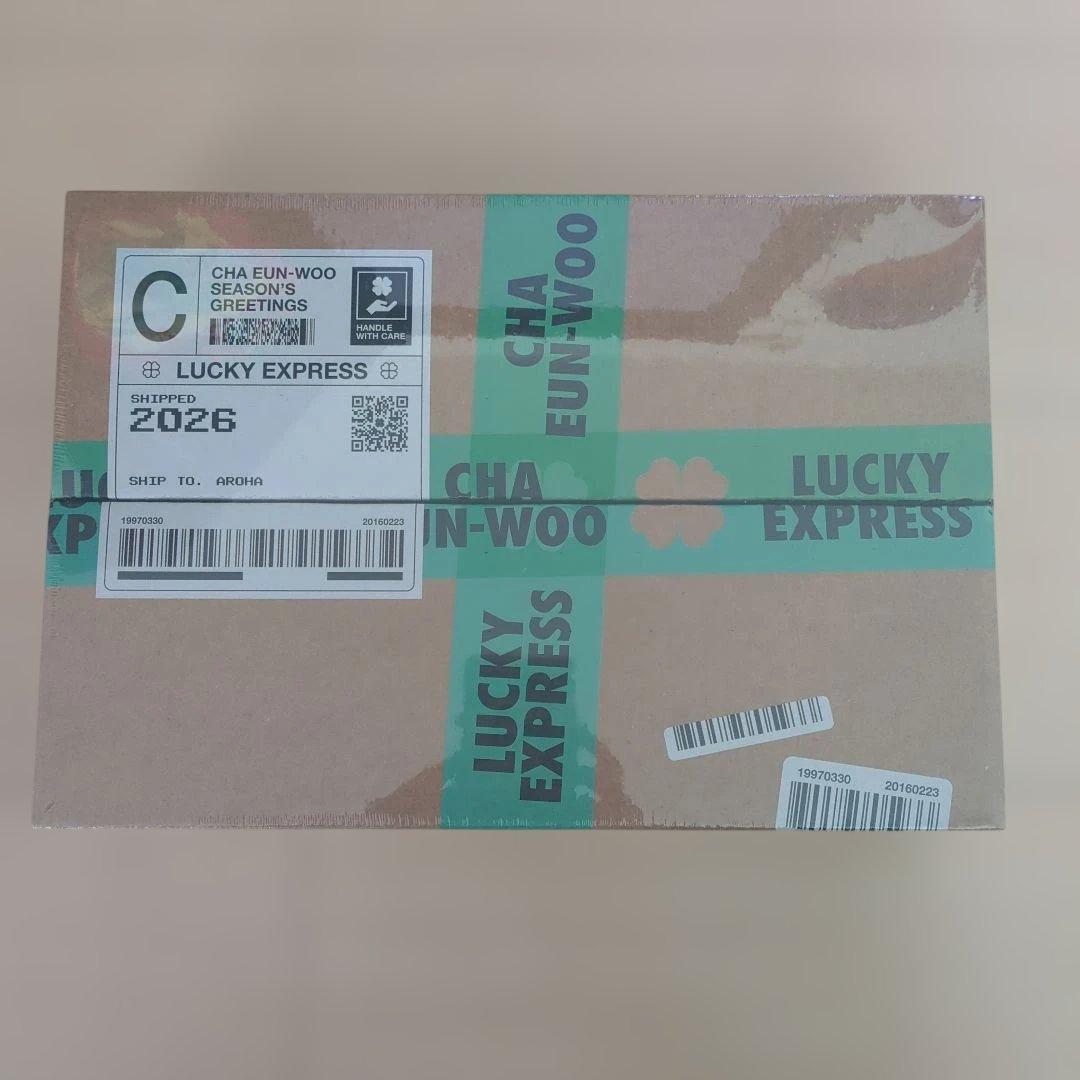 C
CHA EUN-WOO
SEASON'S
GREETINGS
HANDLE
WITH CARE
LUCKY EXPRESS
SHIPPED
2026
SHIP TO. AROHA
19970330 20160223
CHA
EUN-WOO
CHA
UN-WOO
LUCKY
EXPRESS
LUCKY
EXPRESS
19970330 20160223